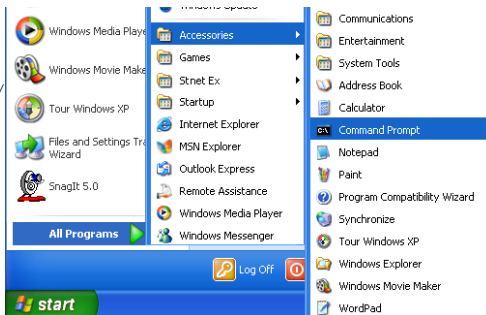 Windows Media Playe
Windows Movie Make
Tour Windows XP
Files and Settings Tra
Wizard
SnagIt 5.0
All Programs
Windows Update
Accessories
Games
Stnet Ex
Startup
Internet Explorer
MSN Explorer
Outlook Express
Remote Assistance
Windows Media Player
Windows Messenger
Communications
Entertainment
System Tools
Address Book
Calculator
Command Prompt
Notepad
Paint
Program Compatibility Wizard
Synchronize
Tour Windows XP
Windows Explorer
Windows Movie Maker
WordPad
Log Off
start